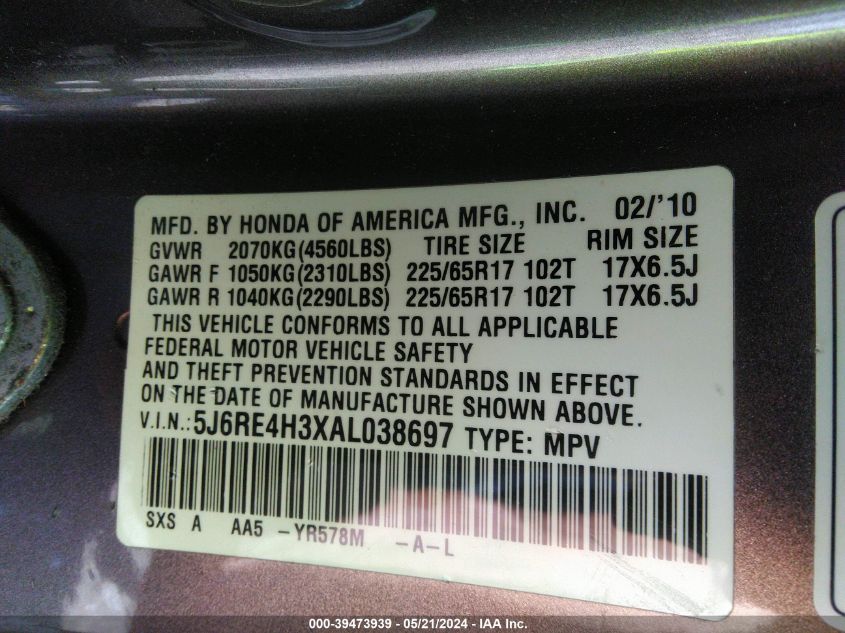 MFD. BY HONDA OF AMERICA MFG., INC. 02/'10
GVWR 2070KG(4560LBS) TIRE SIZE RIM SIZE
GAWR F 1050KG(2310LBS) 225/65R17 102T 17X6.5J
GAWR R 1040KG(2290LBS) 225/65R17 102T 17X6.5J
THIS VEHICLE CONFORMS TO ALL APPLICABLE
FEDERAL MOTOR VEHICLE SAFETY
AND THEFT PREVENTION STANDARDS IN EFFECT
ON THE DATE OF MANUFACTURE SHOWN ABOVE.
V.I.N.: 5J6RE4H3XAL038697 TYPE: MPV
SXS A AA5 -YR578M -A-L
000-39473939 - 05/21/2024 - IAA Inc.